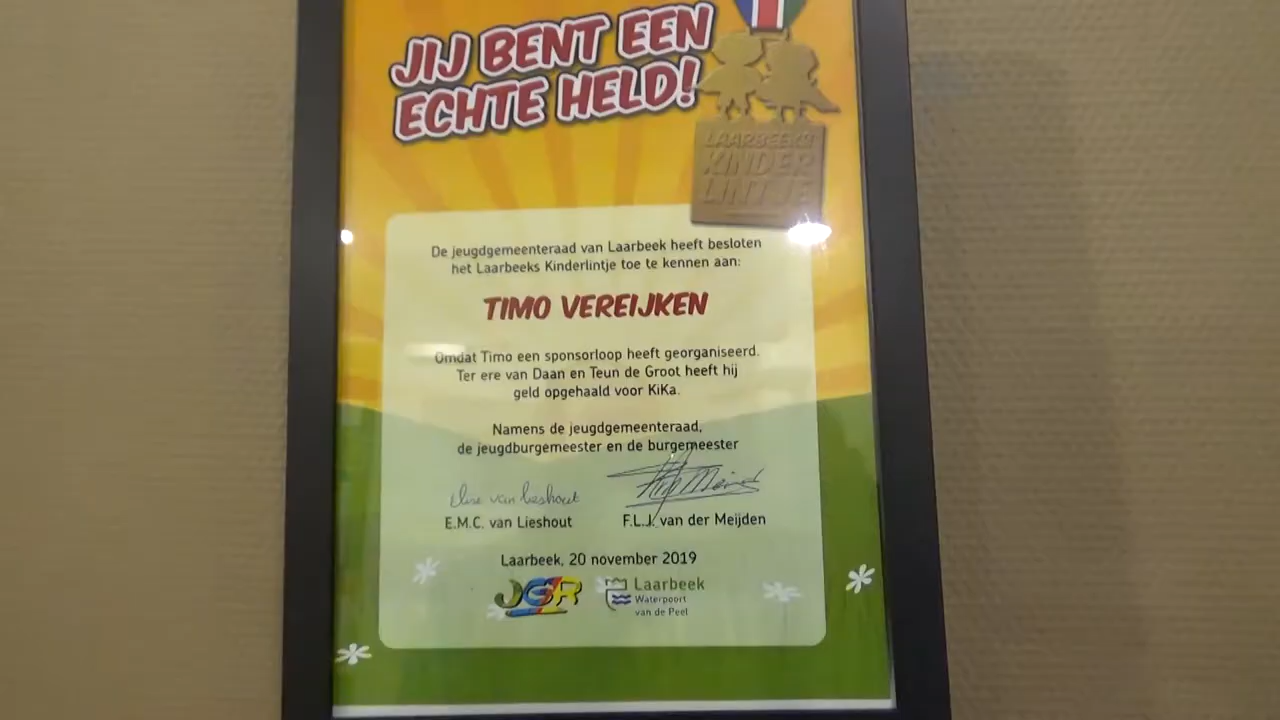 JIJ BENT EEN
ECHTE HELD!
LAARBEEKS
KINDER
LINTJE
De jeugdgemeenteraad van Laarbeek heeft besloten
het Laarbeeks Kinderlintje toe te kennen aan:
TIMO VEREIJKEN
Omdat Timo een sponsorloop heeft georganiseerd.
Ter ere van Daan en Teun de Groot heeft hij
geld opgehaald voor KiKa.
Namens de jeugdgemeenteraad,
de jeugdburgemeester en de burgemeester
Elise van Lieshout
E.M.C. van Lieshout F.L.J. van der Meijden
Laarbeek, 20 november 2019
JGR Laarbeek
Waterpoort
van de Peel